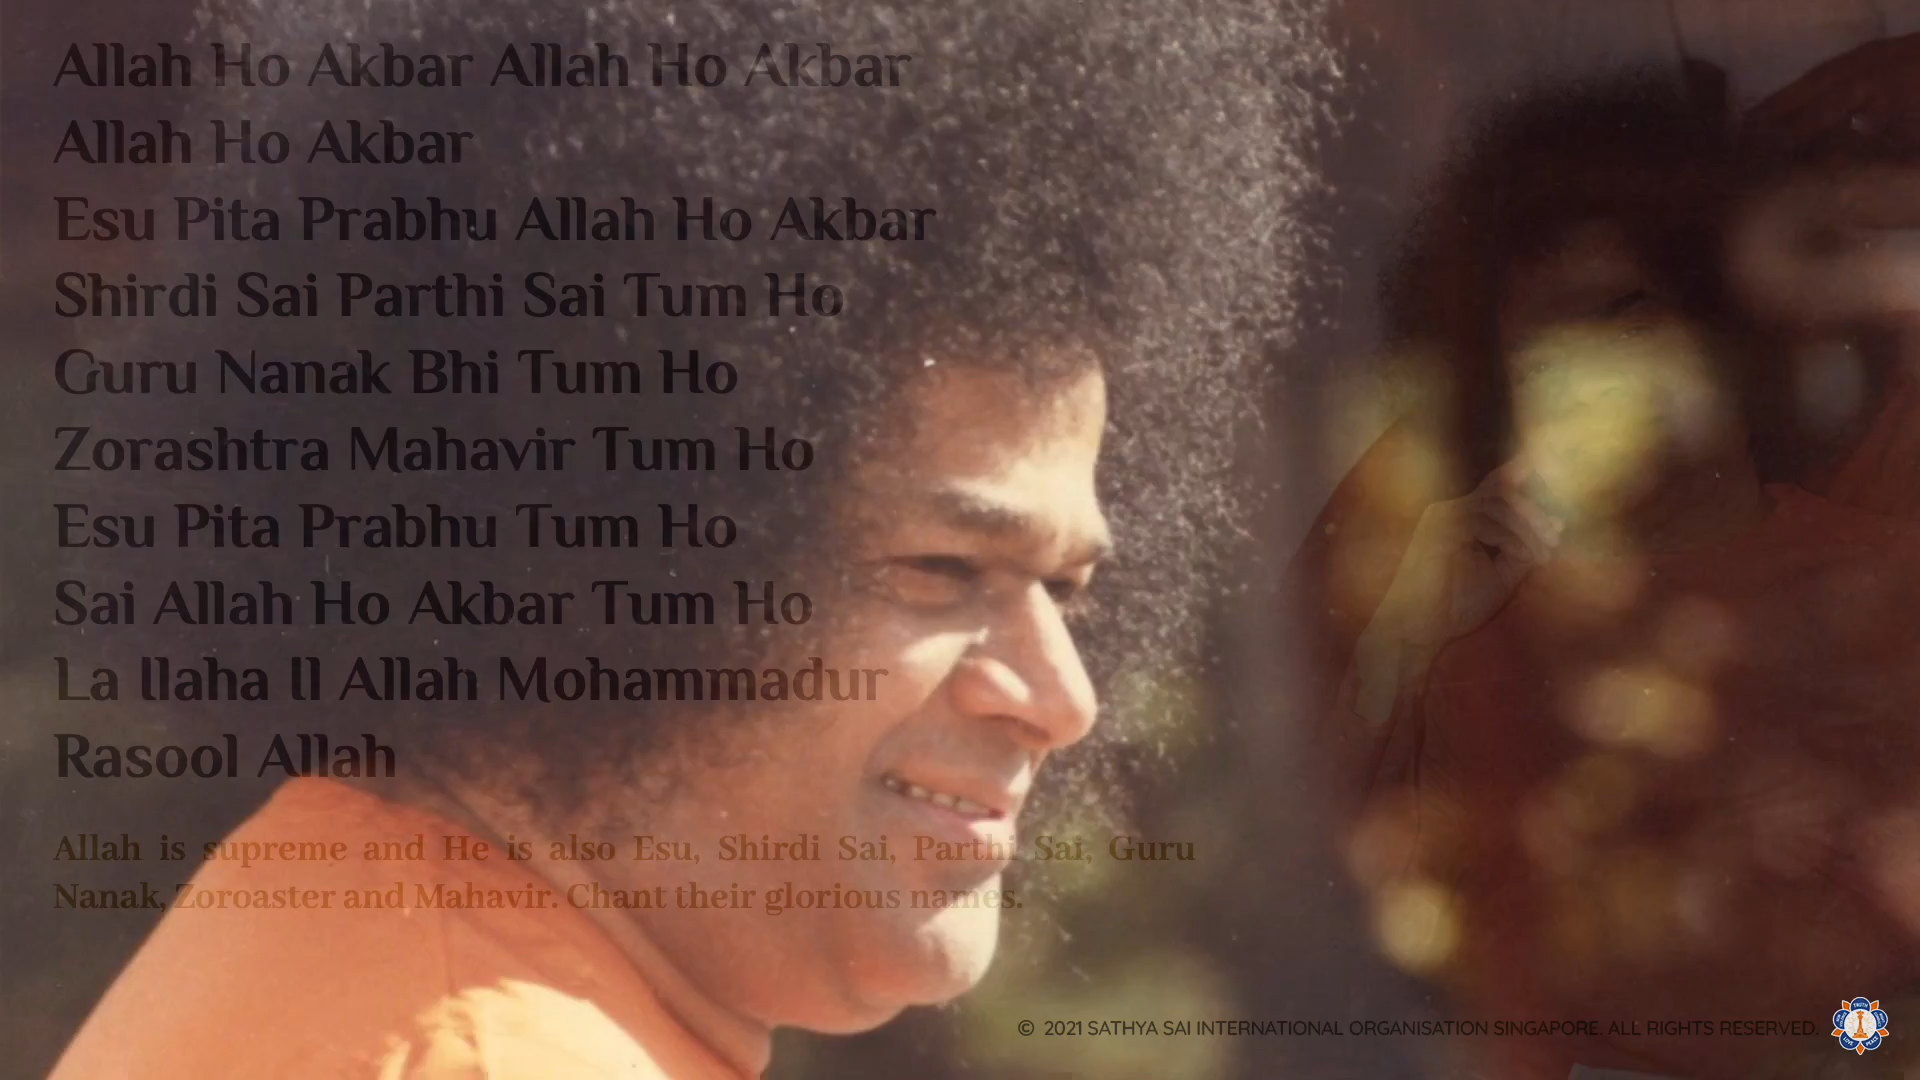 Allah Ho Akbar Allah Ho Akbar
Allah Ho Akbar
Esu Pita Prabhu Allah Ho Akbar
Shirdi Sai Parthi Sai Tum Ho
Guru Nanak Bhi Tum Ho
Zorashtra Mahavir Tum Ho
Esu Pita Prabhu Tum Ho
Sai Allah Ho Akbar Tum Ho
La Ilaha Il Allah Mohammadur
Rasool Allah
Allah is supreme and He is also Esu, Shirdi Sai, Parthi Sai, Guru
Nanak, Zoroaster and Mahavir. Chant their glorious names.
© 2021 SATHYA SAI INTERNATIONAL ORGANISATION SINGAPORE. ALL RIGHTS RESERVED.